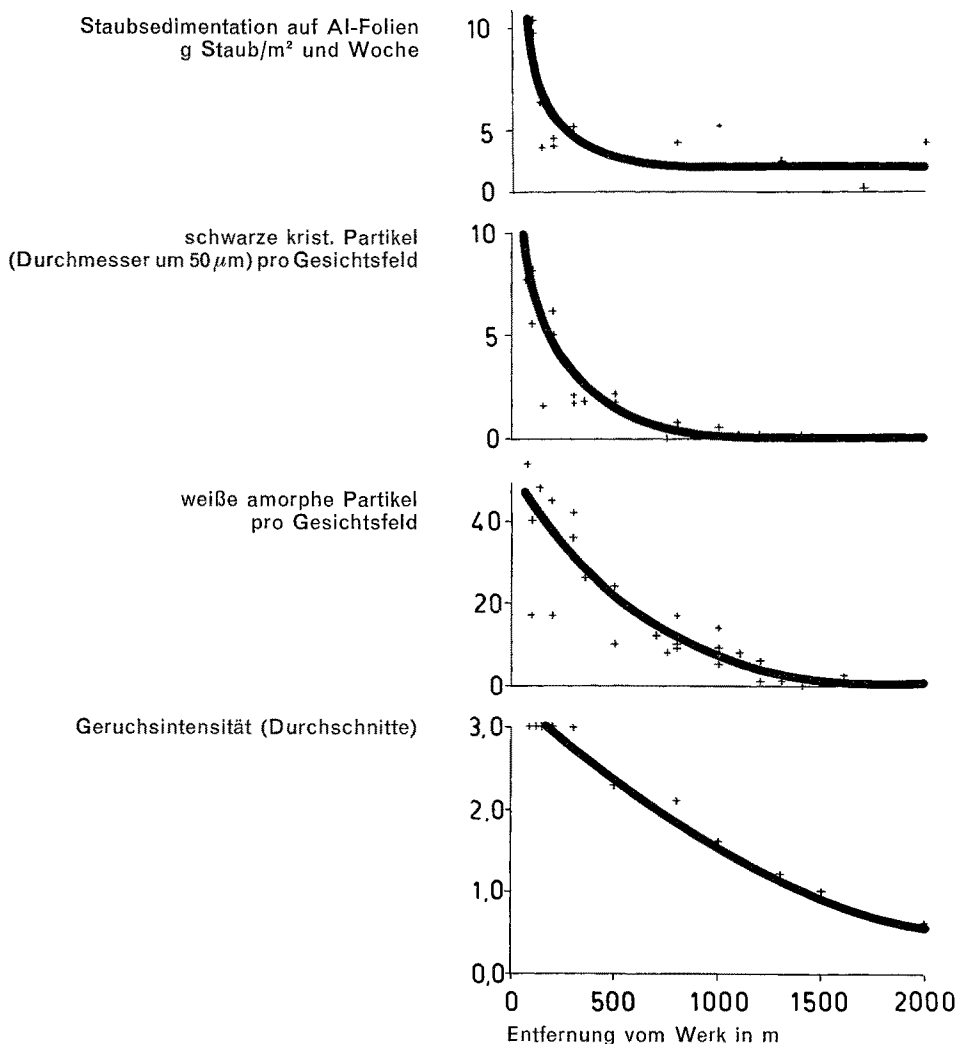 Staubsedimentation auf Al-Folien
g Staub/m² und Woche
10
5
0
schwarze krist. Partikel
(Durchmesser um 50 μm) pro Gesichtsfeld
10
5
0
weiße amorphe Partikel
pro Gesichtsfeld
40
20
0
Geruchsintensität (Durchschnitte)
3,0
2,0
1,0
0,0
0 500 1000 1500 2000
Entfernung vom Werk in m